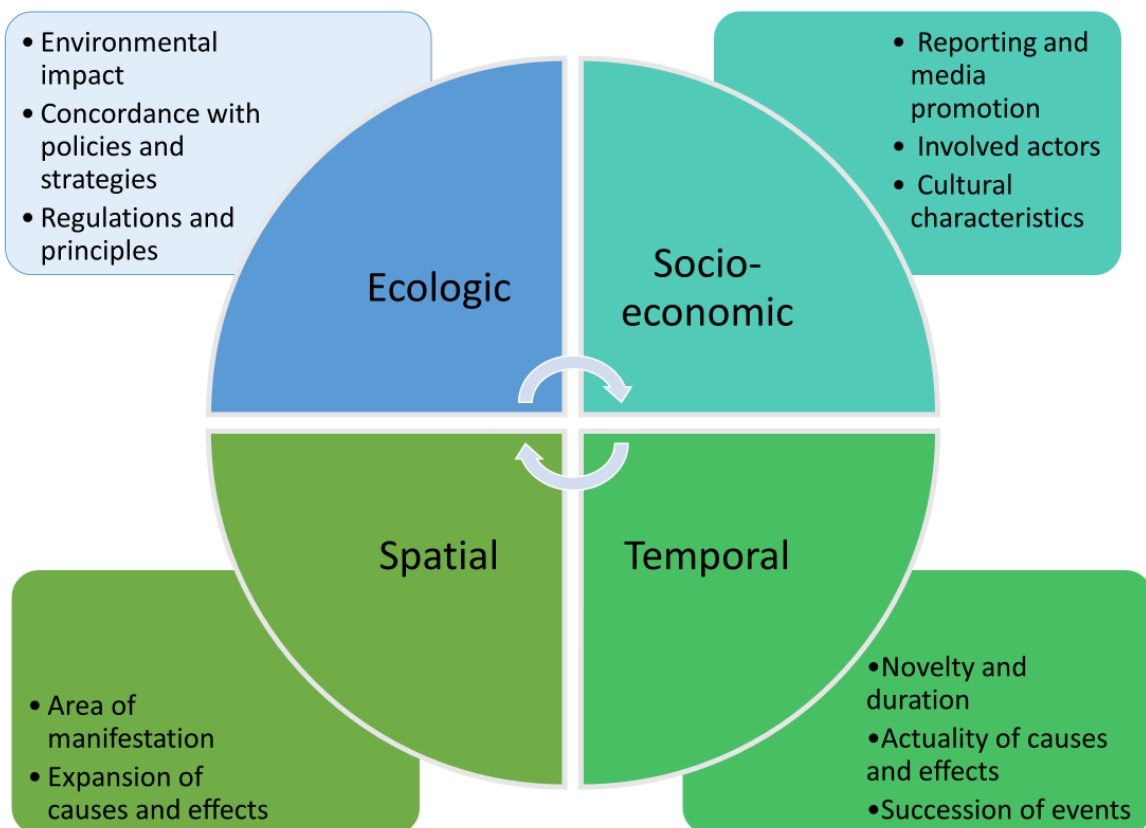 • Environmental
impact
• Concordance with
policies and
strategies
• Regulations and
principles
• Reporting and
media
promotion
• Involved actors
• Cultural
characteristics
Ecologic
Socio-
economic
Spatial
Temporal
• Area of
manifestation
• Expansion of
causes and effects
•Novelty and
duration
•Actuality of causes
and effects
•Succession of events